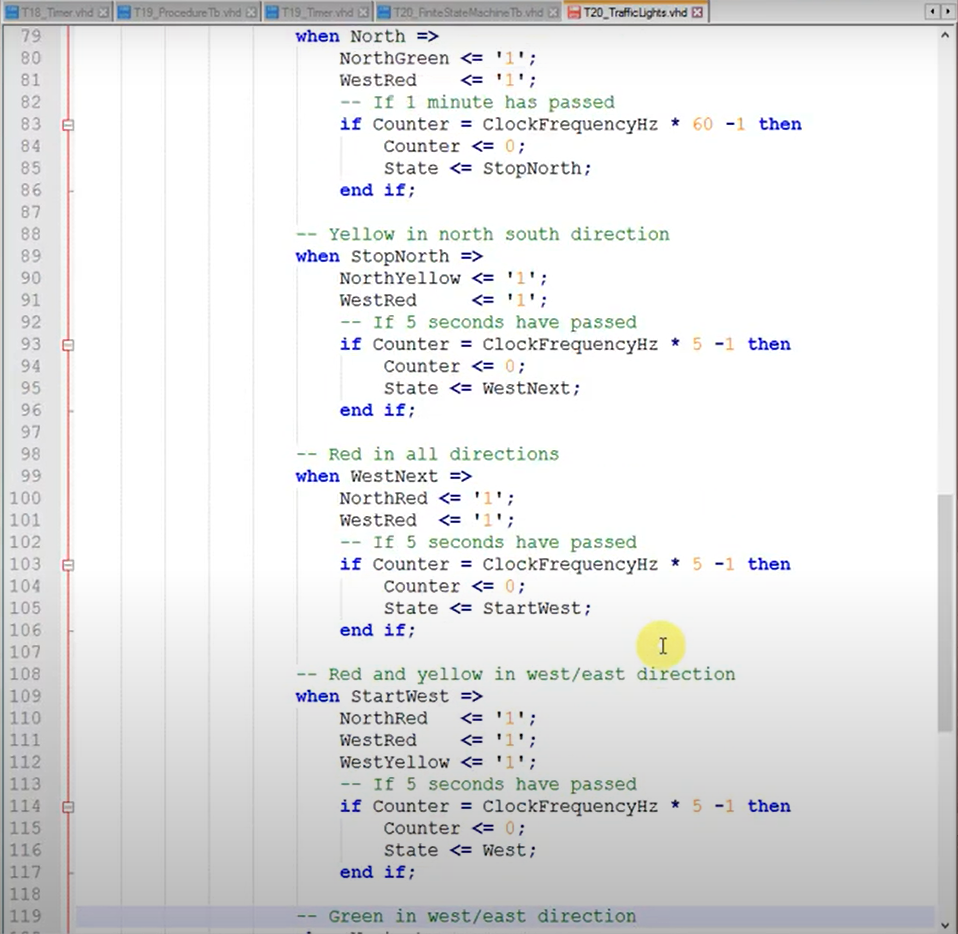 T18_Timer.vhd T19_ProcedureTb.vhd T19_Timer.vhd T20_FiniteStateMachineTb.vhd T20_TrafficLights.vhd
79 when North =>
80 NorthGreen <= '1';
81 WestRed    <= '1';
82 -- If 1 minute has passed
83 if Counter = ClockFrequencyHz * 60 -1 then
84 Counter <= 0;
85 State <= StopNorth;
86 end if;
87
88 -- Yellow in north south direction
89 when StopNorth =>
90 NorthYellow <= '1';
91 WestRed     <= '1';
92 -- If 5 seconds have passed
93 if Counter = ClockFrequencyHz * 5 -1 then
94 Counter <= 0;
95 State <= WestNext;
96 end if;
97
98 -- Red in all directions
99 when WestNext =>
100 NorthRed <= '1';
101 WestRed  <= '1';
102 -- If 5 seconds have passed
103 if Counter = ClockFrequencyHz * 5 -1 then
104 Counter <= 0;
105 State <= StartWest;
106 end if;
107
108 -- Red and yellow in west/east direction
109 when StartWest =>
110 NorthRed   <= '1';
111 WestRed    <= '1';
112 WestYellow <= '1';
113 -- If 5 seconds have passed
114 if Counter = ClockFrequencyHz * 5 -1 then
115 Counter <= 0;
116 State <= West;
117 end if;
118
119 -- Green in west/east direction